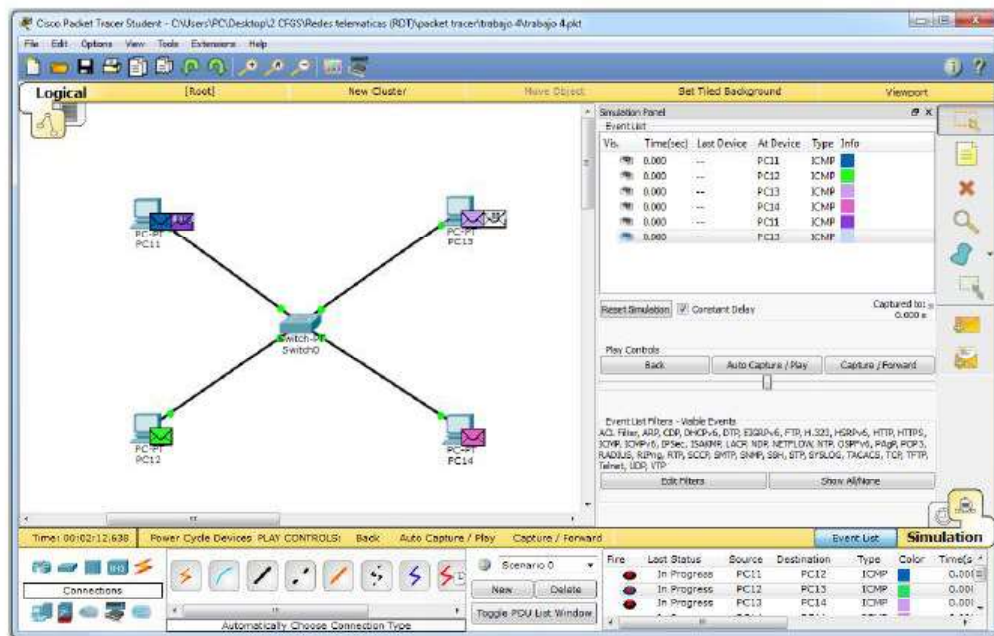 Cisco Packet Tracer Student - C:\Users\PC\Desktop\2 CFGS\Redes telematicas (RDT)\packet tracer\trabajo 4\trabajo 4.pkt
File Edit Options View Tools Extensions Help
Logical [Root] New Cluster Move Object Set Tiled Background Viewport
Simulation Panel
Event List
Vis. Time(sec) Last Device At Device Type Info
0.000 -- PC11 ICMP
0.000 -- PC12 ICMP
0.000 -- PC13 ICMP
0.000 -- PC14 ICMP
0.000 -- PC11 ICMP
0.000 -- PC13 ICMP
PC-PT
PC11
PC-PT
PC13
Switch-PT
Switch0
PC-PT
PC12
PC-PT
PC14
Reset Simulation Constant Delay Captured to:
0.000 s
Play Controls
Back Auto Capture / Play Capture / Forward
Event List Filters - Visible Events
ACL Filter, ARP, CDP, DHCPv6, DTP, EIGRPv6, FTP, H.323, HSRPv6, HTTP, HTTPS,
ICMP, ICMPv6, IPSec, ISAKMP, LACP, NDP, NETFLOW, NTP, OSPFv6, PAgP, POP3,
RADIUS, RIPng, RTP, SCCP, SMTP, SNMP, SSH, STP, SYSLOG, TACACS, TCP, TFTP,
Telnet, UDP, VTP
Edit Filters Show All/None
Time: 00:02:12.638 Power Cycle Devices PLAY CONTROLS: Back Auto Capture / Play Capture / Forward Event List Simulation
Connections
Automatically Choose Connection Type
Scenario 0
New Delete
Toggle PDU List Window
Fire Last Status Source Destination Type Color Time(s
In Progress PC11 PC12 ICMP 0.00
In Progress PC12 PC13 ICMP 0.00
In Progress PC13 PC14 ICMP 0.00